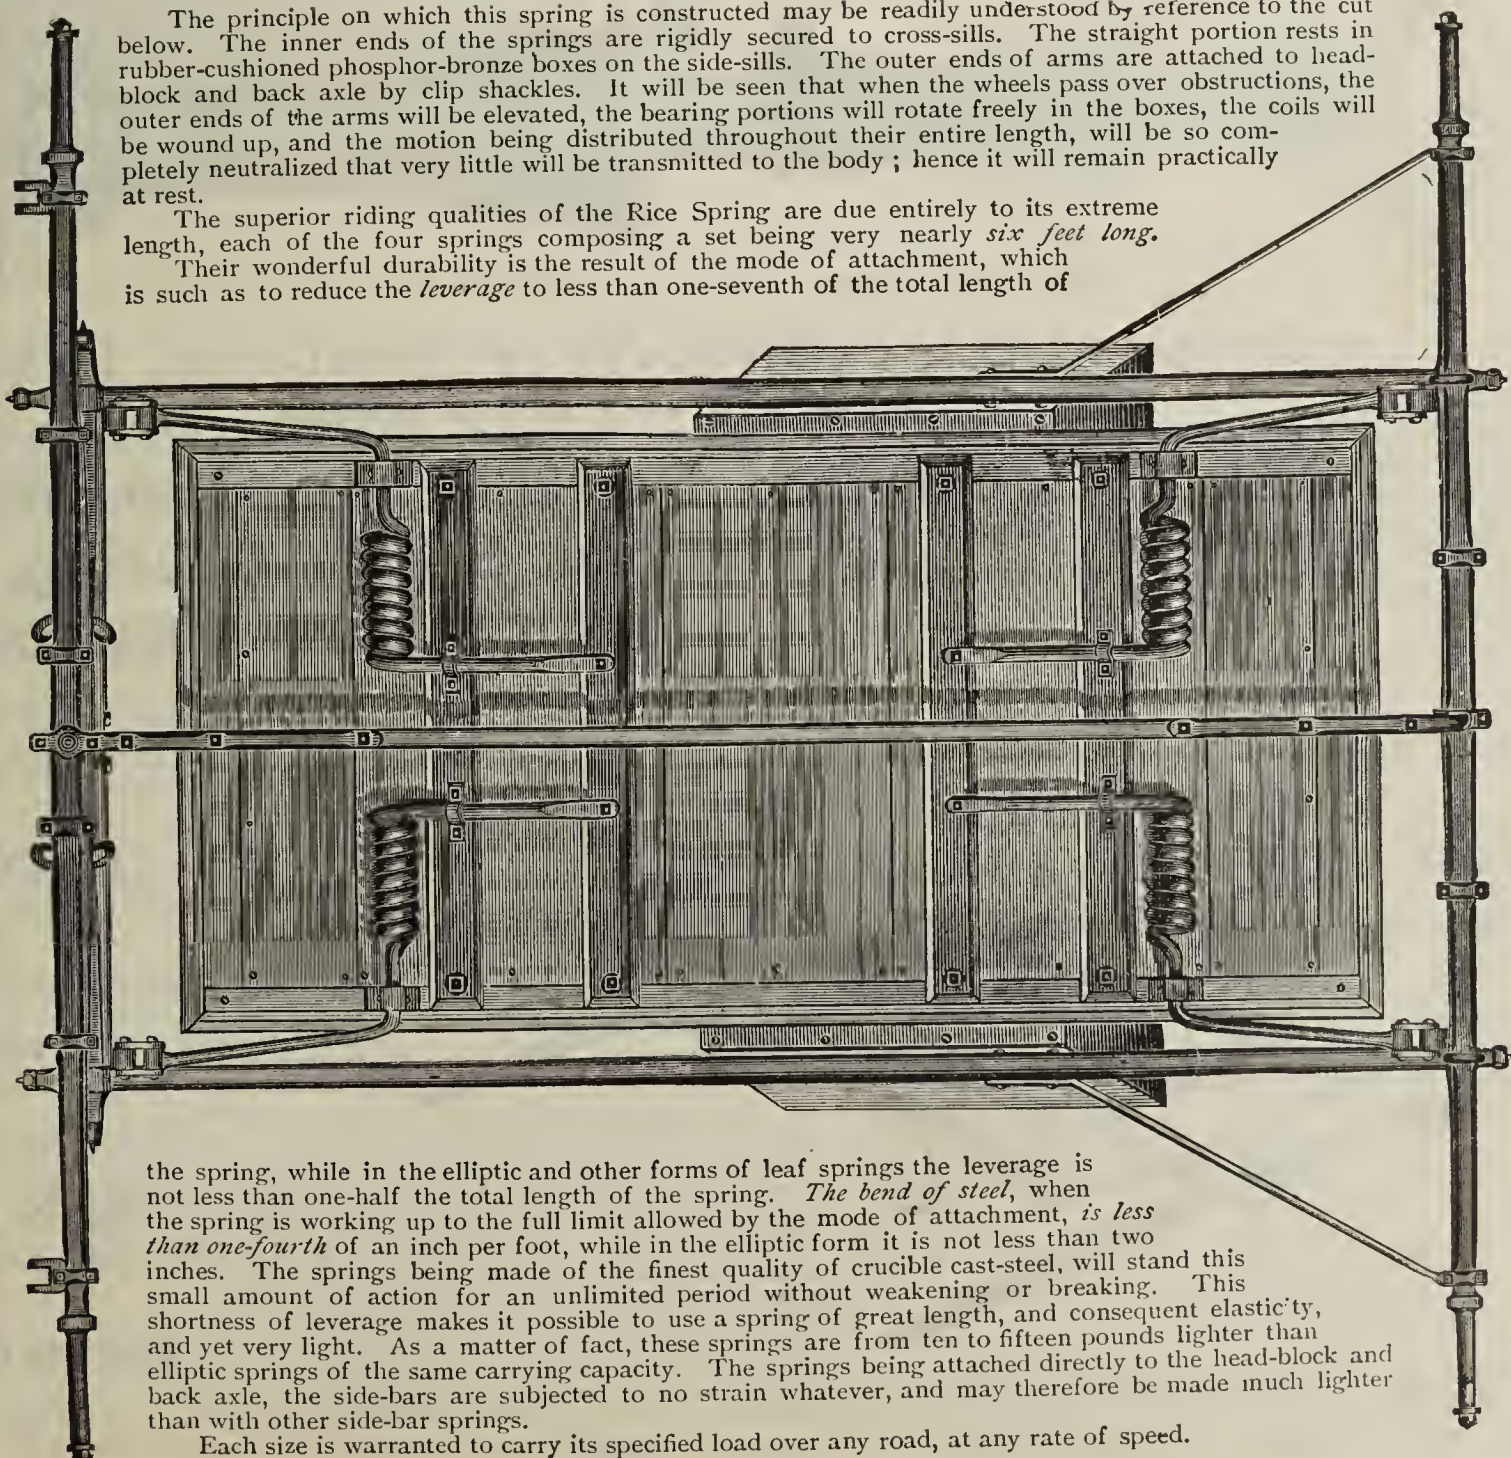 The principle on which this spring is constructed may be readily understood by reference to the cut
below. The inner ends of the springs are rigidly secured to cross-sills. The straight portion rests in
rubber-cushioned phosphor-bronze boxes on the side-sills. The outer ends of arms are attached to head-
block and back axle by clip shackles. It will be seen that when the wheels pass over obstructions, the
outer ends of the arms will be elevated, the bearing portions will rotate freely in the boxes, the coils will
be wound up, and the motion being distributed throughout their entire length, will be so com-
pletely neutralized that very little will be transmitted to the body ; hence it will remain practically
at rest.
The superior riding qualities of the Rice Spring are due entirely to its extreme
length, each of the four springs composing a set being very nearly six feet long.
Their wonderful durability is the result of the mode of attachment, which
is such as to reduce the leverage to less than one-seventh of the total length of
the spring, while in the elliptic and other forms of leaf springs the leverage is
not less than one-half the total length of the spring. The bend of steel, when
the spring is working up to the full limit allowed by the mode of attachment, is less
than one-fourth of an inch per foot, while in the elliptic form it is not less than two
inches. The springs being made of the finest quality of crucible cast-steel, will stand this
small amount of action for an unlimited period without weakening or breaking. This
shortness of leverage makes it possible to use a spring of great length, and consequent elasticity,
and yet very light. As a matter of fact, these springs are from ten to fifteen pounds lighter than
elliptic springs of the same carrying capacity. The springs being attached directly to the head-block and
back axle, the side-bars are subjected to no strain whatever, and may therefore be made much lighter
than with other side-bar springs.
Each size is warranted to carry its specified load over any road, at any rate of speed.